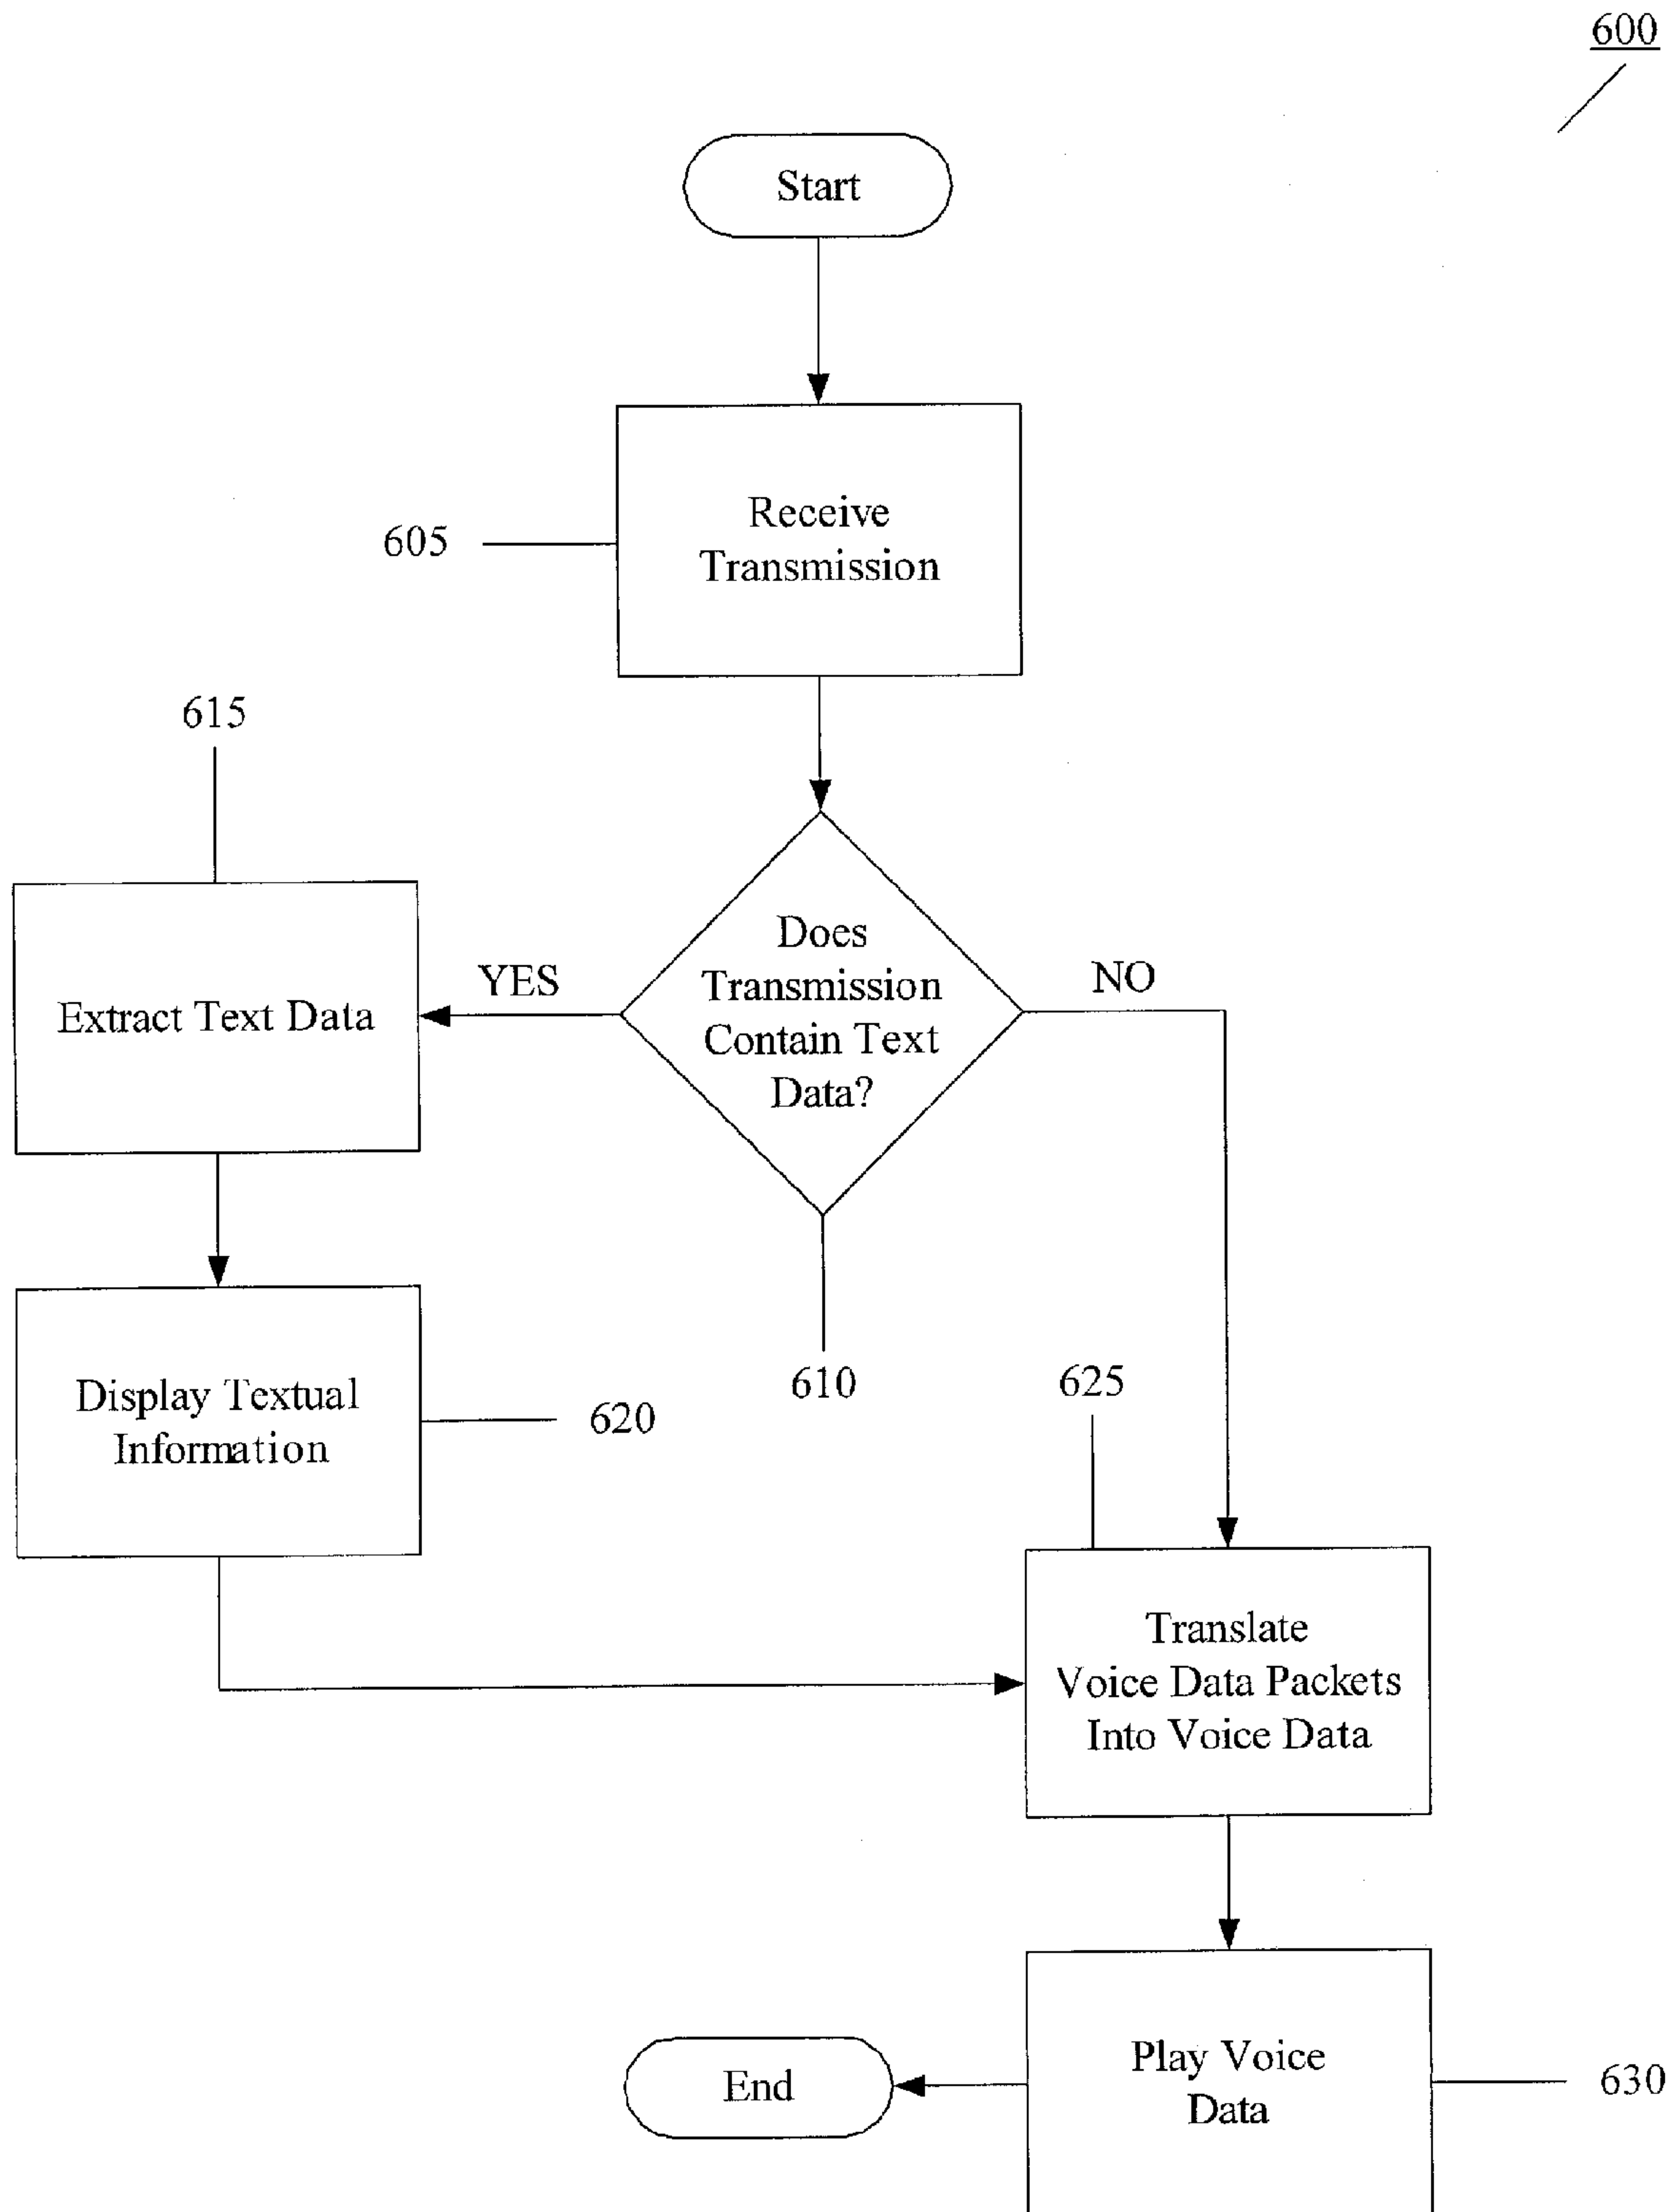 600
Start
Receive
Transmission
605
615
Does
Transmission
Contain Text
Data?
YES
NO
Extract Text Data
610
Display Textual
Information
620
625
Translate
Voice Data Packets
Into Voice Data
Play Voice
Data
End
630